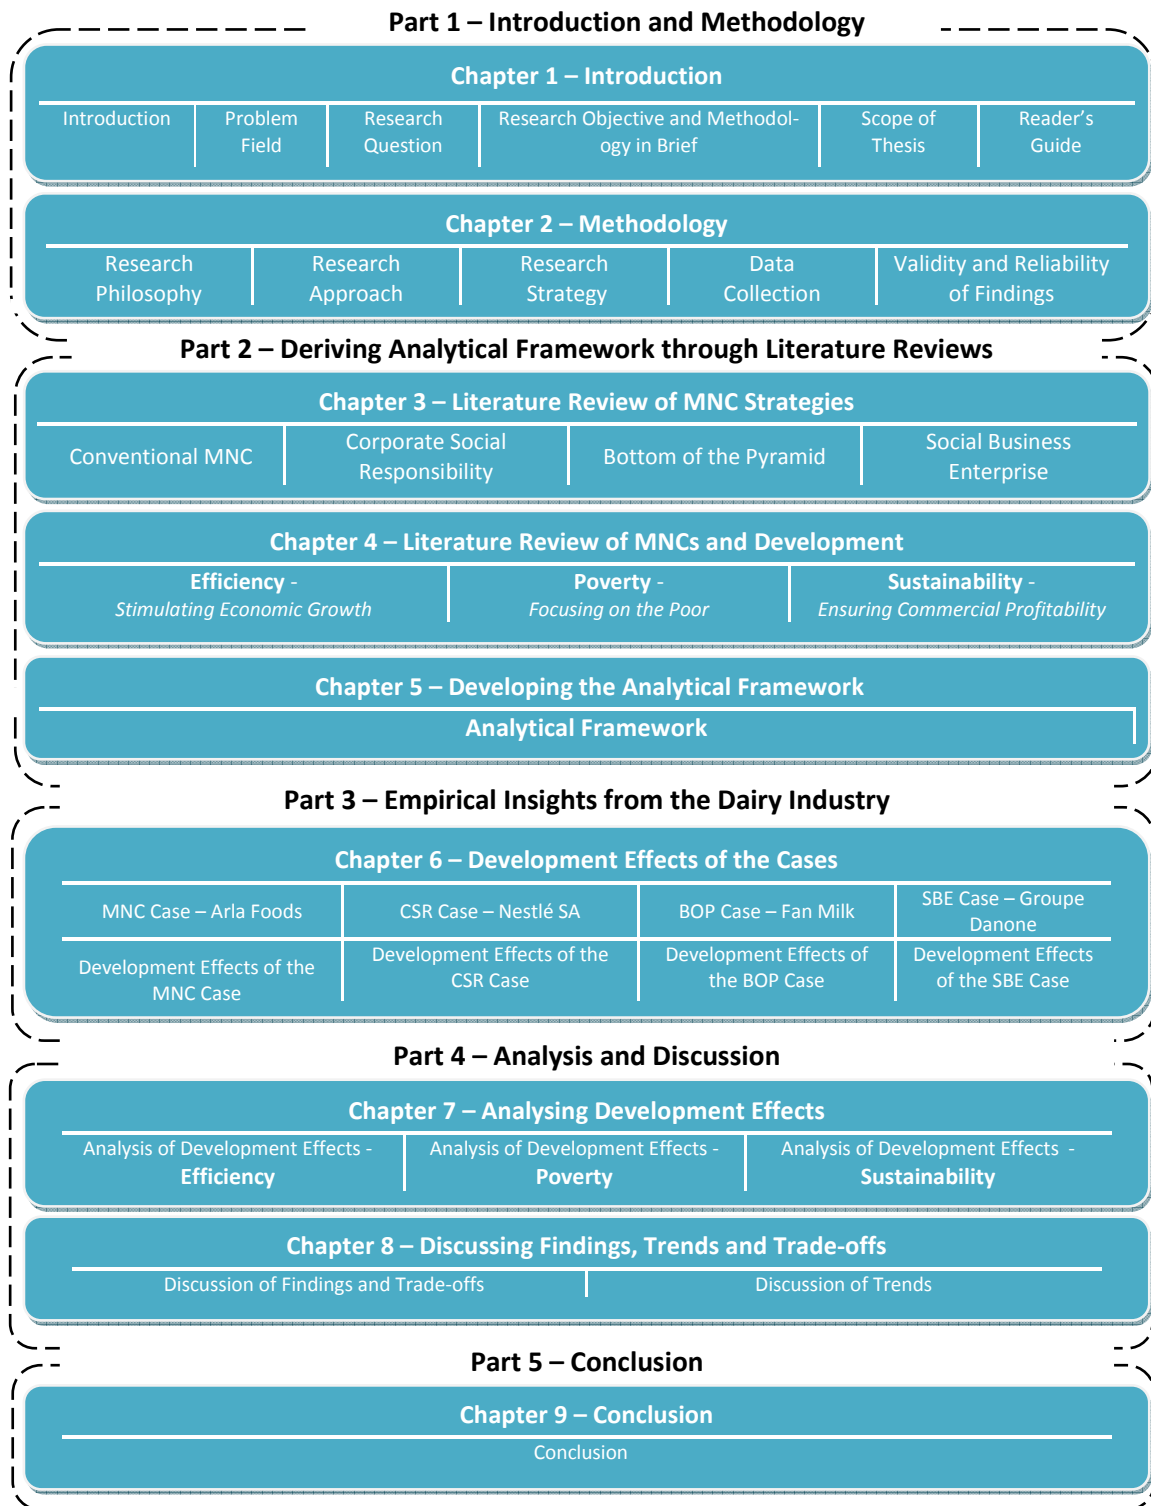 Part 1 – Introduction and Methodology
Chapter 1 – Introduction
Introduction
Problem
Field
Research
Question
Research Objective and Methodol-
ogy in Brief
Scope of
Thesis
Reader's
Guide
Chapter 2 – Methodology
Research
Philosophy
Research
Approach
Research
Strategy
Data
Collection
Validity and Reliability
of Findings
Part 2 – Deriving Analytical Framework through Literature Reviews
Chapter 3 – Literature Review of MNC Strategies
Conventional MNC
Corporate Social
Responsibility
Bottom of the Pyramid
Social Business
Enterprise
Chapter 4 – Literature Review of MNCs and Development
Efficiency -
Stimulating Economic Growth
Poverty -
Focusing on the Poor
Sustainability -
Ensuring Commercial Profitability
Chapter 5 – Developing the Analytical Framework
Analytical Framework
Part 3 – Empirical Insights from the Dairy Industry
Chapter 6 – Development Effects of the Cases
MNC Case – Arla Foods
CSR Case – Nestlé SA
BOP Case – Fan Milk
SBE Case – Groupe
Danone
Development Effects of the
MNC Case
Development Effects of the
CSR Case
Development Effects of
the BOP Case
Development Effects
of the SBE Case
Part 4 – Analysis and Discussion
Chapter 7 – Analysing Development Effects
Analysis of Development Effects -
Efficiency
Analysis of Development Effects -
Poverty
Analysis of Development Effects -
Sustainability
Chapter 8 – Discussing Findings, Trends and Trade-offs
Discussion of Findings and Trade-offs
Discussion of Trends
Part 5 – Conclusion
Chapter 9 – Conclusion
Conclusion